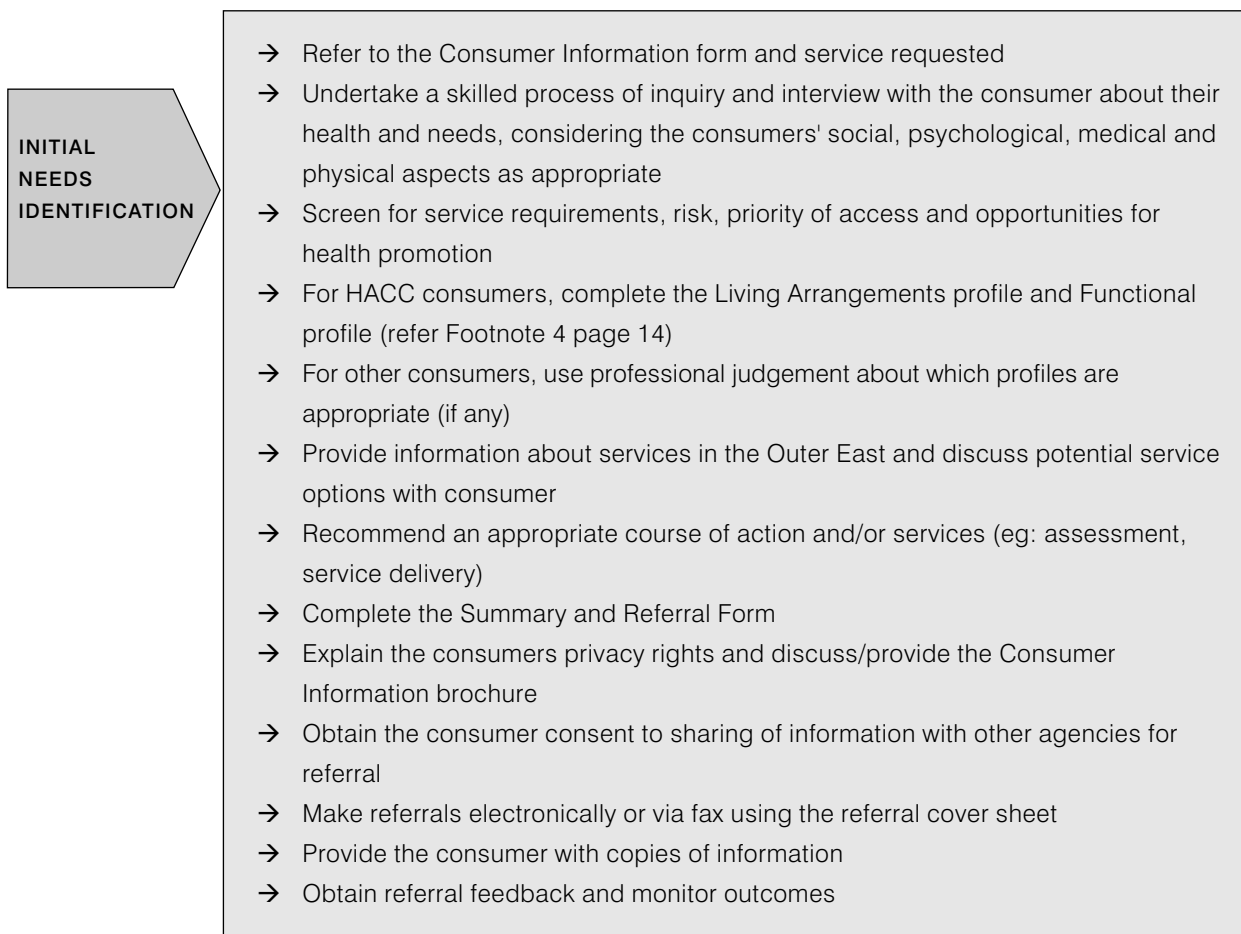 INITIAL
NEEDS
IDENTIFICATION
→ Refer to the Consumer Information form and service requested
→ Undertake a skilled process of inquiry and interview with the consumer about their
health and needs, considering the consumers' social, psychological, medical and
physical aspects as appropriate
→ Screen for service requirements, risk, priority of access and opportunities for
health promotion
→ For HACC consumers, complete the Living Arrangements profile and Functional
profile (refer Footnote 4 page 14)
→ For other consumers, use professional judgement about which profiles are
appropriate (if any)
→ Provide information about services in the Outer East and discuss potential service
options with consumer
→ Recommend an appropriate course of action and/or services (eg: assessment,
service delivery)
→ Complete the Summary and Referral Form
→ Explain the consumers privacy rights and discuss/provide the Consumer
Information brochure
→ Obtain the consumer consent to sharing of information with other agencies for
referral
→ Make referrals electronically or via fax using the referral cover sheet
→ Provide the consumer with copies of information
→ Obtain referral feedback and monitor outcomes